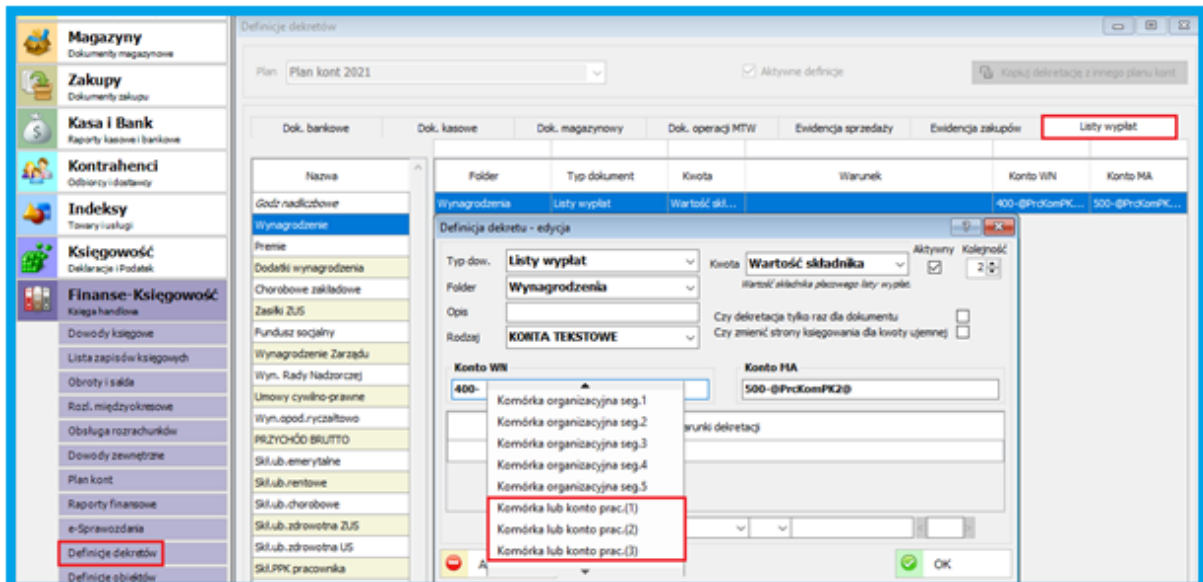 Magazyny
Dokumenty magazynowe
Zakupy
Dokumenty zakupu
Kasa i Bank
Raporty kasowe i bankowe
Kontrahenci
Odbiorcy i dostawcy
Indeksy
Towary i usługi
Księgowość
Deklaracje i Podatek
Finanse-Księgowość
Księga handlowa
Dowody księgowe
Lista zapisów księgowych
Obroty i salda
Rozl. międzyokresowe
Obsługa rozrachunków
Dowody zewnętrzne
Plan kont
Raporty finansowe
e-Sprawozdania
Definicje dekretów
Definicje obiektów
Definicje dekretów
Plan Plan kont 2021
Aktywne definicje
Kopiuj dekretację z innego planu kont
Dok. bankowe Dok. kasowe Dok. magazynowy Dok. operacji MTW Ewidencja sprzedaży Ewidencja zakupów Listy wypłat
Nazwa
Godz nadliczbowe
Wynagrodzenie
Premie
Dodatki wynagrodzenia
Chorobowe zakładowe
Zasiłki ZUS
Fundusz socjalny
Wynagrodzenie Zarządu
Wyn. Rady Nadzorczej
Umowy cywilno-prawne
Wyn.opod.ryczałtowo
PRZYCHÓD BRUTTO
Skł.ub.emerytalne
Skł.ub.rentowe
Skł.ub.chorobowe
Skł.ub.zdrowotna ZUS
Skł.ub.zdrowotna US
Skł.PPK pracownika
Folder Typ dokument Kwota Warunek Konto WN Konto MA
Wynagrodzenia Listy wypłat Wartość skł... 400-@PrcKomPK... 500-@PrcKomPK...
Definicja dekretu - edycja
Typ dow. Listy wypłat
Kwota Wartość składnika
Aktywny Kolejność
2
Wartość składnika płacowego listy wypłat.
Folder Wynagrodzenia
Opis
Czy dekretacja tylko raz dla dokumentu
Rodzaj KONTA TEKSTOWE
Czy zmienić strony księgowania dla kwoty ujemnej
Konto WN Konto MA
400- 500-@PrcKomPK2@
Komórka organizacyjna seg.1
Komórka organizacyjna seg.2
Komórka organizacyjna seg.3
Komórka organizacyjna seg.4
Komórka organizacyjna seg.5
Komórka lub konto prac.(1)
Komórka lub konto prac.(2)
Komórka lub konto prac.(3)
arunki dekretacji
A
OK